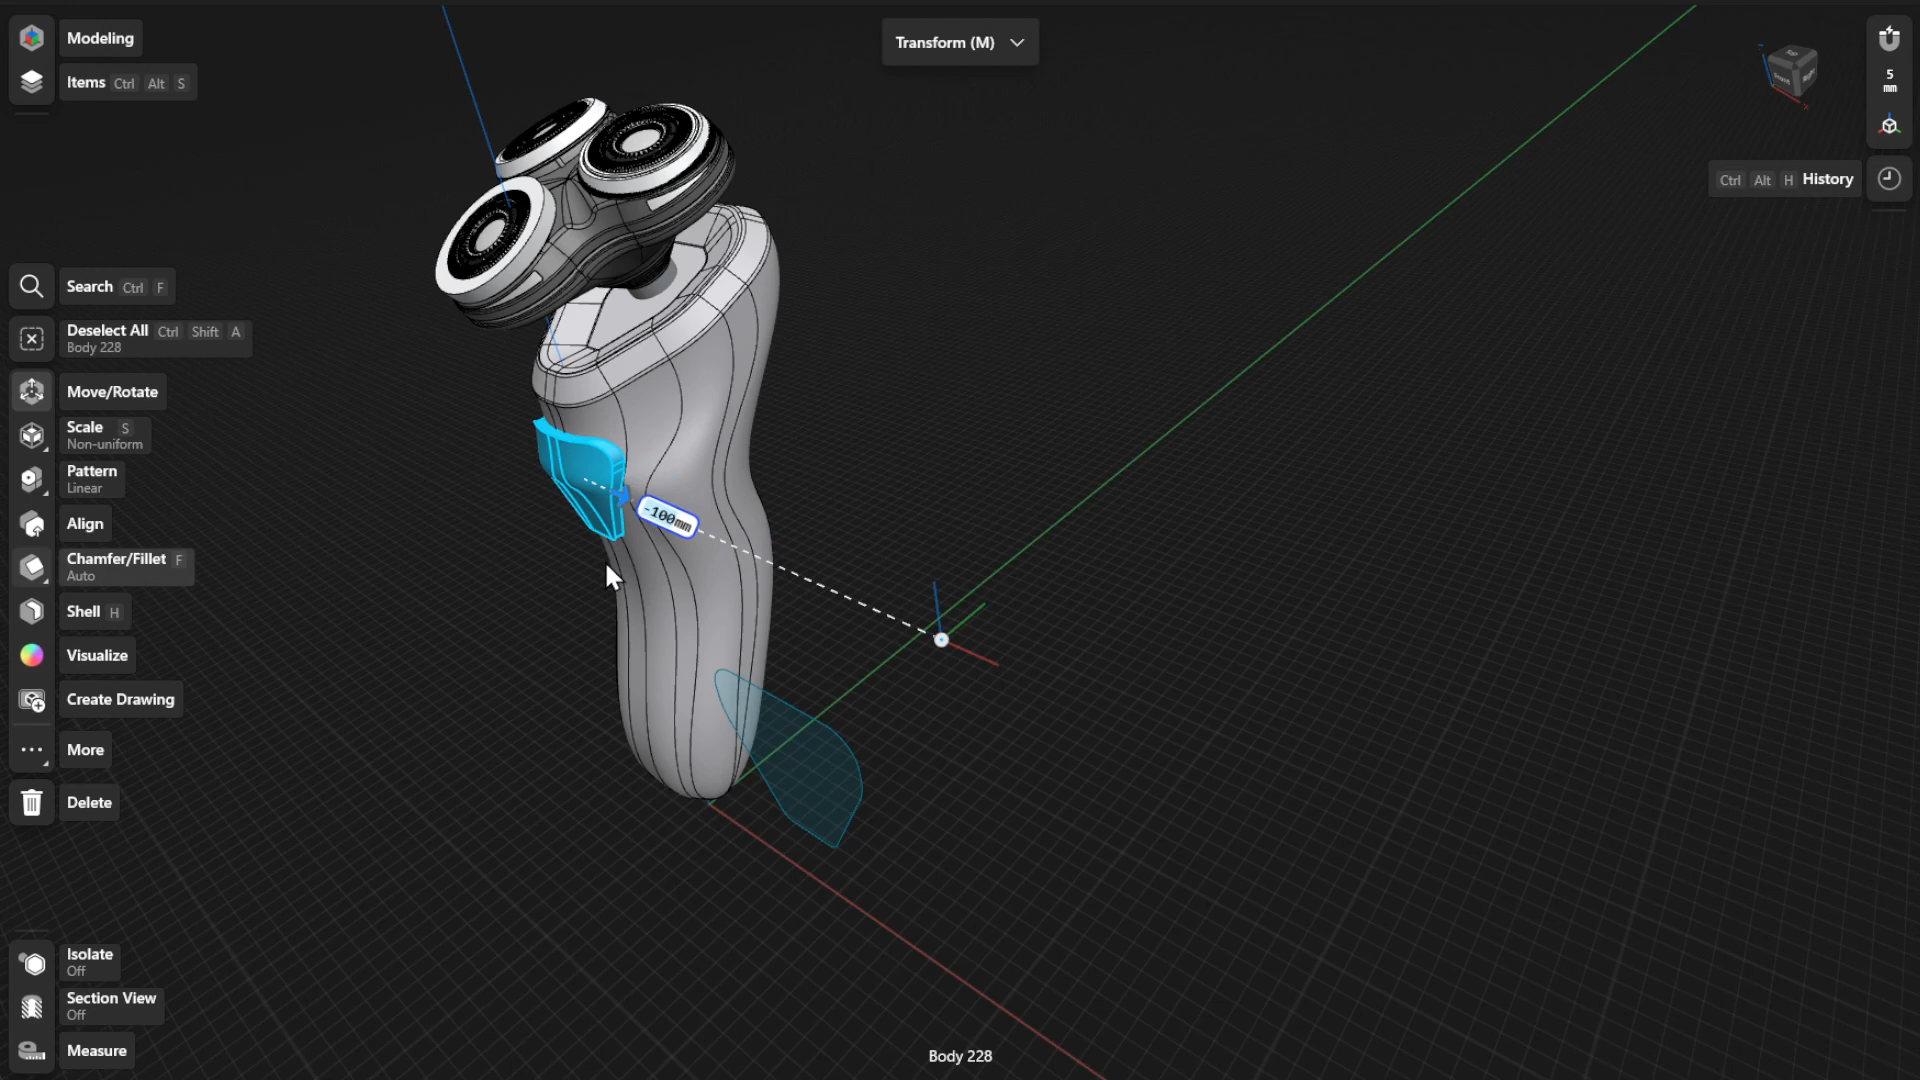 Modeling
Items Ctrl Alt S
Transform (M)
5
mm
Ctrl Alt H History
Search Ctrl F
Deselect All Ctrl Shift A
Body 228
Move/Rotate
Scale S
Non-uniform
Pattern
Linear
Align
Chamfer/Fillet F
Auto
Shell H
Visualize
Create Drawing
More
Delete
-100mm
Isolate
Off
Section View
Off
Measure
Body 228